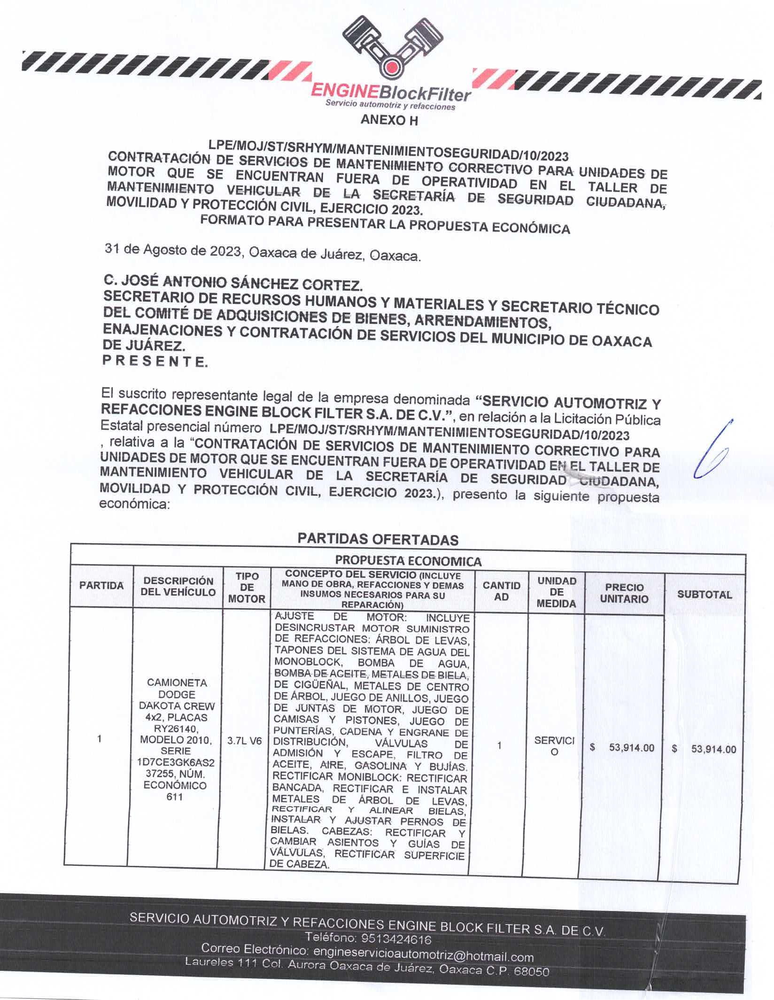 ENGINEBlockFilter
Servicio automotriz y refacciones
ANEXO H
LPE/MOJ/ST/SRHYM/MANTENIMIENTOSEGURIDAD/10/2023
CONTRATACIÓN DE SERVICIOS DE MANTENIMIENTO CORRECTIVO PARA UNIDADES DE
MOTOR QUE SE ENCUENTRAN FUERA DE OPERATIVIDAD EN EL TALLER DE
MANTENIMIENTO VEHICULAR DE LA SECRETARÍA DE SEGURIDAD CIUDADANA,
MOVILIDAD Y PROTECCIÓN CIVIL, EJERCICIO 2023.
FORMATO PARA PRESENTAR LA PROPUESTA ECONÓMICA
31 de Agosto de 2023, Oaxaca de Juárez, Oaxaca.
C. JOSÉ ANTONIO SÁNCHEZ CORTEZ.
SECRETARIO DE RECURSOS HUMANOS Y MATERIALES Y SECRETARIO TÉCNICO
DEL COMITÉ DE ADQUISICIONES DE BIENES, ARRENDAMIENTOS,
ENAJENACIONES Y CONTRATACIÓN DE SERVICIOS DEL MUNICIPIO DE OAXACA
DE JUÁREZ.
P R E S E N T E.
El suscrito representante legal de la empresa denominada “SERVICIO AUTOMOTRIZ Y
REFACCIONES ENGINE BLOCK FILTER S.A. DE C.V.”, en relación a la Licitación Pública
Estatal presencial número LPE/MOJ/ST/SRHYM/MANTENIMIENTOSEGURIDAD/10/2023
, relativa a la “CONTRATACIÓN DE SERVICIOS DE MANTENIMIENTO CORRECTIVO PARA
UNIDADES DE MOTOR QUE SE ENCUENTRAN FUERA DE OPERATIVIDAD EN EL TALLER DE
MANTENIMIENTO VEHICULAR DE LA SECRETARÍA DE SEGURIDAD CIUDADANA,
MOVILIDAD Y PROTECCIÓN CIVIL, EJERCICIO 2023.), presento la siguiente propuesta
económica:
PARTIDAS OFERTADAS
PROPUESTA ECONOMICA
PARTIDA
DESCRIPCIÓN
DEL VEHÍCULO
TIPO
DE
MOTOR
CONCEPTO DEL SERVICIO (INCLUYE
MANO DE OBRA, REFACCIONES Y DEMAS
INSUMOS NECESARIOS PARA SU
REPARACIÓN)
CANTID
AD
UNIDAD
DE
MEDIDA
PRECIO
UNITARIO
SUBTOTAL
1
CAMIONETA
DODGE
DAKOTA CREW
4x2, PLACAS
RY26140,
MODELO 2010,
SERIE
1D7CE3GK6AS2
37255, NÚM.
ECONÓMICO
611
3.7L V6
AJUSTE DE MOTOR: INCLUYE
DESINCRUSTAR MOTOR SUMINISTRO
DE REFACCIONES: ÁRBOL DE LEVAS,
TAPONES DEL SISTEMA DE AGUA DEL
MONOBLOCK, BOMBA DE AGUA,
BOMBA DE ACEITE, METALES DE BIELA,
DE CIGÜEÑAL, METALES DE CENTRO
DE ÁRBOL, JUEGO DE ANILLOS, JUEGO
DE JUNTAS DE MOTOR, JUEGO DE
CAMISAS Y PISTONES, JUEGO DE
PUNTERÍAS, CADENA Y ENGRANE DE
DISTRIBUCIÓN, VÁLVULAS DE
ADMISIÓN Y ESCAPE, FILTRO DE
ACEITE, AIRE, GASOLINA Y BUJÍAS.
RECTIFICAR MONIBLOCK: RECTIFICAR
BANCADA, RECTIFICAR E INSTALAR
METALES DE ÁRBOL DE LEVAS,
RECTIFICAR Y ALINEAR BIELAS,
INSTALAR Y AJUSTAR PERNOS DE
BIELAS. CABEZAS: RECTIFICAR Y
CAMBIAR ASIENTOS Y GUÍAS DE
VÁLVULAS, RECTIFICAR SUPERFICIE
DE CABEZA.
1
SERVICI
O
$ 53,914.00
$ 53,914.00
SERVICIO AUTOMOTRIZ Y REFACCIONES ENGINE BLOCK FILTER S.A. DE C.V.
Teléfono: 9513424616
Correo Electrónico: engineservicioautomotriz@hotmail.com
Laureles 111 Col. Aurora Oaxaca de Juárez, Oaxaca C.P. 68050